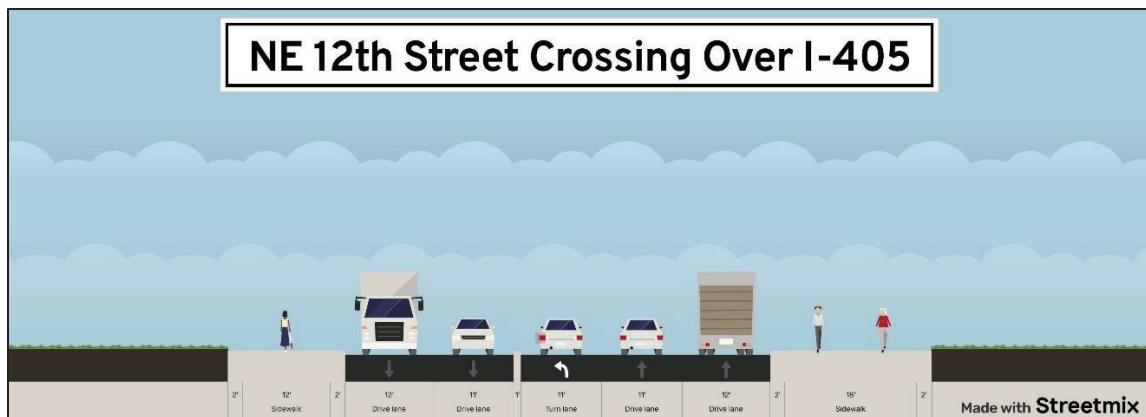 NE 12th Street Crossing Over I-405
2' 12' 2' 12' 11' 1' 11' 11' 12' 2' 18' 2'
Sidewalk Drive lane Drive lane Turn lane Drive lane Drive lane Sidewalk
Made with Streetmix